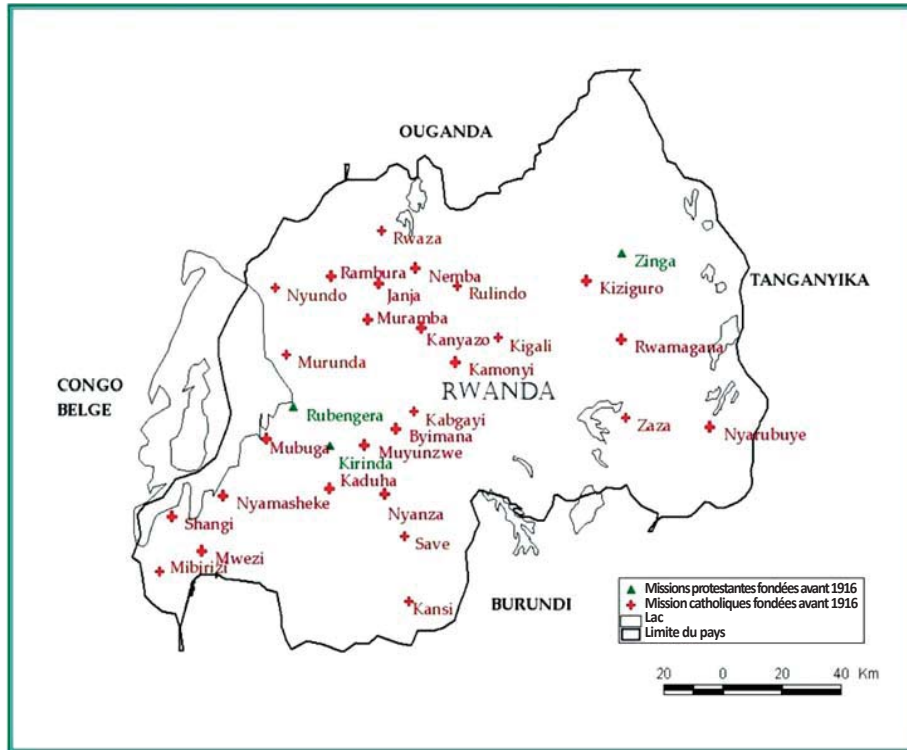 OUGANDA
Rwaza
Zinga
Rambura
Nemba
TANGANYIKA
Nyundo
Janja
Rulindo
Kiziguro
Muramba
Kanyazo
Kigali
Rwamagana
Murunda
Kamonyi
CONGO
BELGE
RWANDA
Rubengera
Kabgayi
Zaza
Byimana
Nyarubuye
Mubuga
Muyunzwe
Kirinda
Kaduha
Nyamasheke
Nyanza
Shangi
Save
Mwezi
Mibirizi
BURUNDI
Kansi
Missions protestantes fondées avant 1916
Mission catholiques fondées avant 1916
Lac
Limite du pays
20 0 20 40 Km